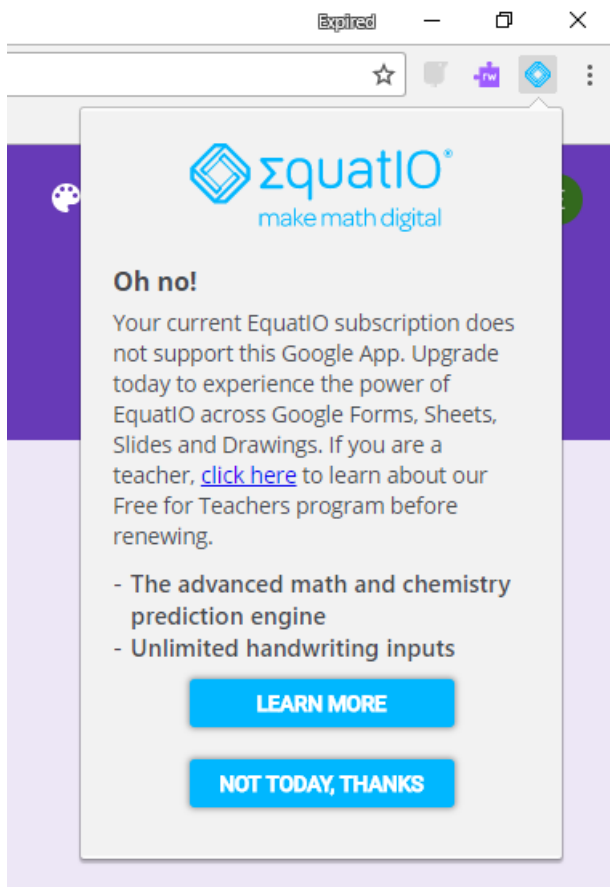 Expired
rw
ΣquatIO®
make math digital
Oh no!
Your current EquatIO subscription does
not support this Google App. Upgrade
today to experience the power of
EquatIO across Google Forms, Sheets,
Slides and Drawings. If you are a
teacher, click here to learn about our
Free for Teachers program before
renewing.
- The advanced math and chemistry
prediction engine
- Unlimited handwriting inputs
LEARN MORE
NOT TODAY, THANKS